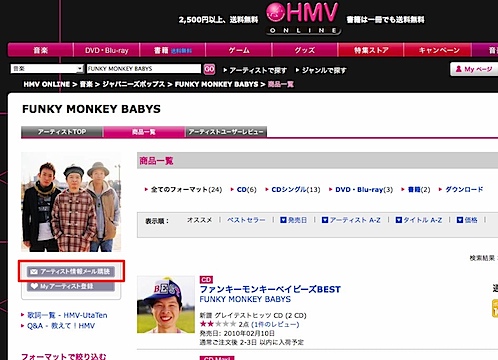 2,500円以上、送料無料
HMV
ONLINE
書籍は一冊でも送料無料
音楽
DVD・Blu-ray
書籍 送料無料
ゲーム
グッズ
特集ストア
キャンペーン
音楽
FUNKY MONKEY BABYS
GO
アーティストで探す
ジャンルで探す
My ページ
HMV ONLINE > 音楽 > ジャパニーズポップス > FUNKY MONKEY BABYS > 商品一覧
FUNKY MONKEY BABYS
アーティストTOP
商品一覧
アーティストユーザーレビュー
商品一覧
全てのフォーマット(24)
CD(6)
CDシングル(13)
DVD・Blu-ray(3)
書籍(2)
ダウンロード
表示順：
オススメ
ベストセラー
発売日
アーティスト A-Z
タイトル A-Z
価格
検索結果：
アーティスト情報メール購読
Myアーティスト登録
CD
ファンキーモンキーベイビーズBEST
FUNKY MONKEY BABYS
新譜 グレイテストヒッツ CD (2 CD)
2点 (1件のレビュー)
発売日: 2010年02月10日
通常ご注文後 2-3日 以内に入荷予定
歌詞一覧 - HMV-UtaTen
Q&A - 教えて！HMV
フォーマットで絞り込む
CD Maxi